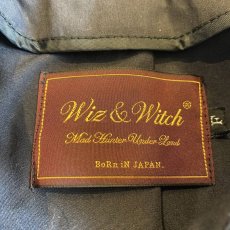 Wiz & Witch®
Mad Hunter Under Land
BoRn iN JAPAN.